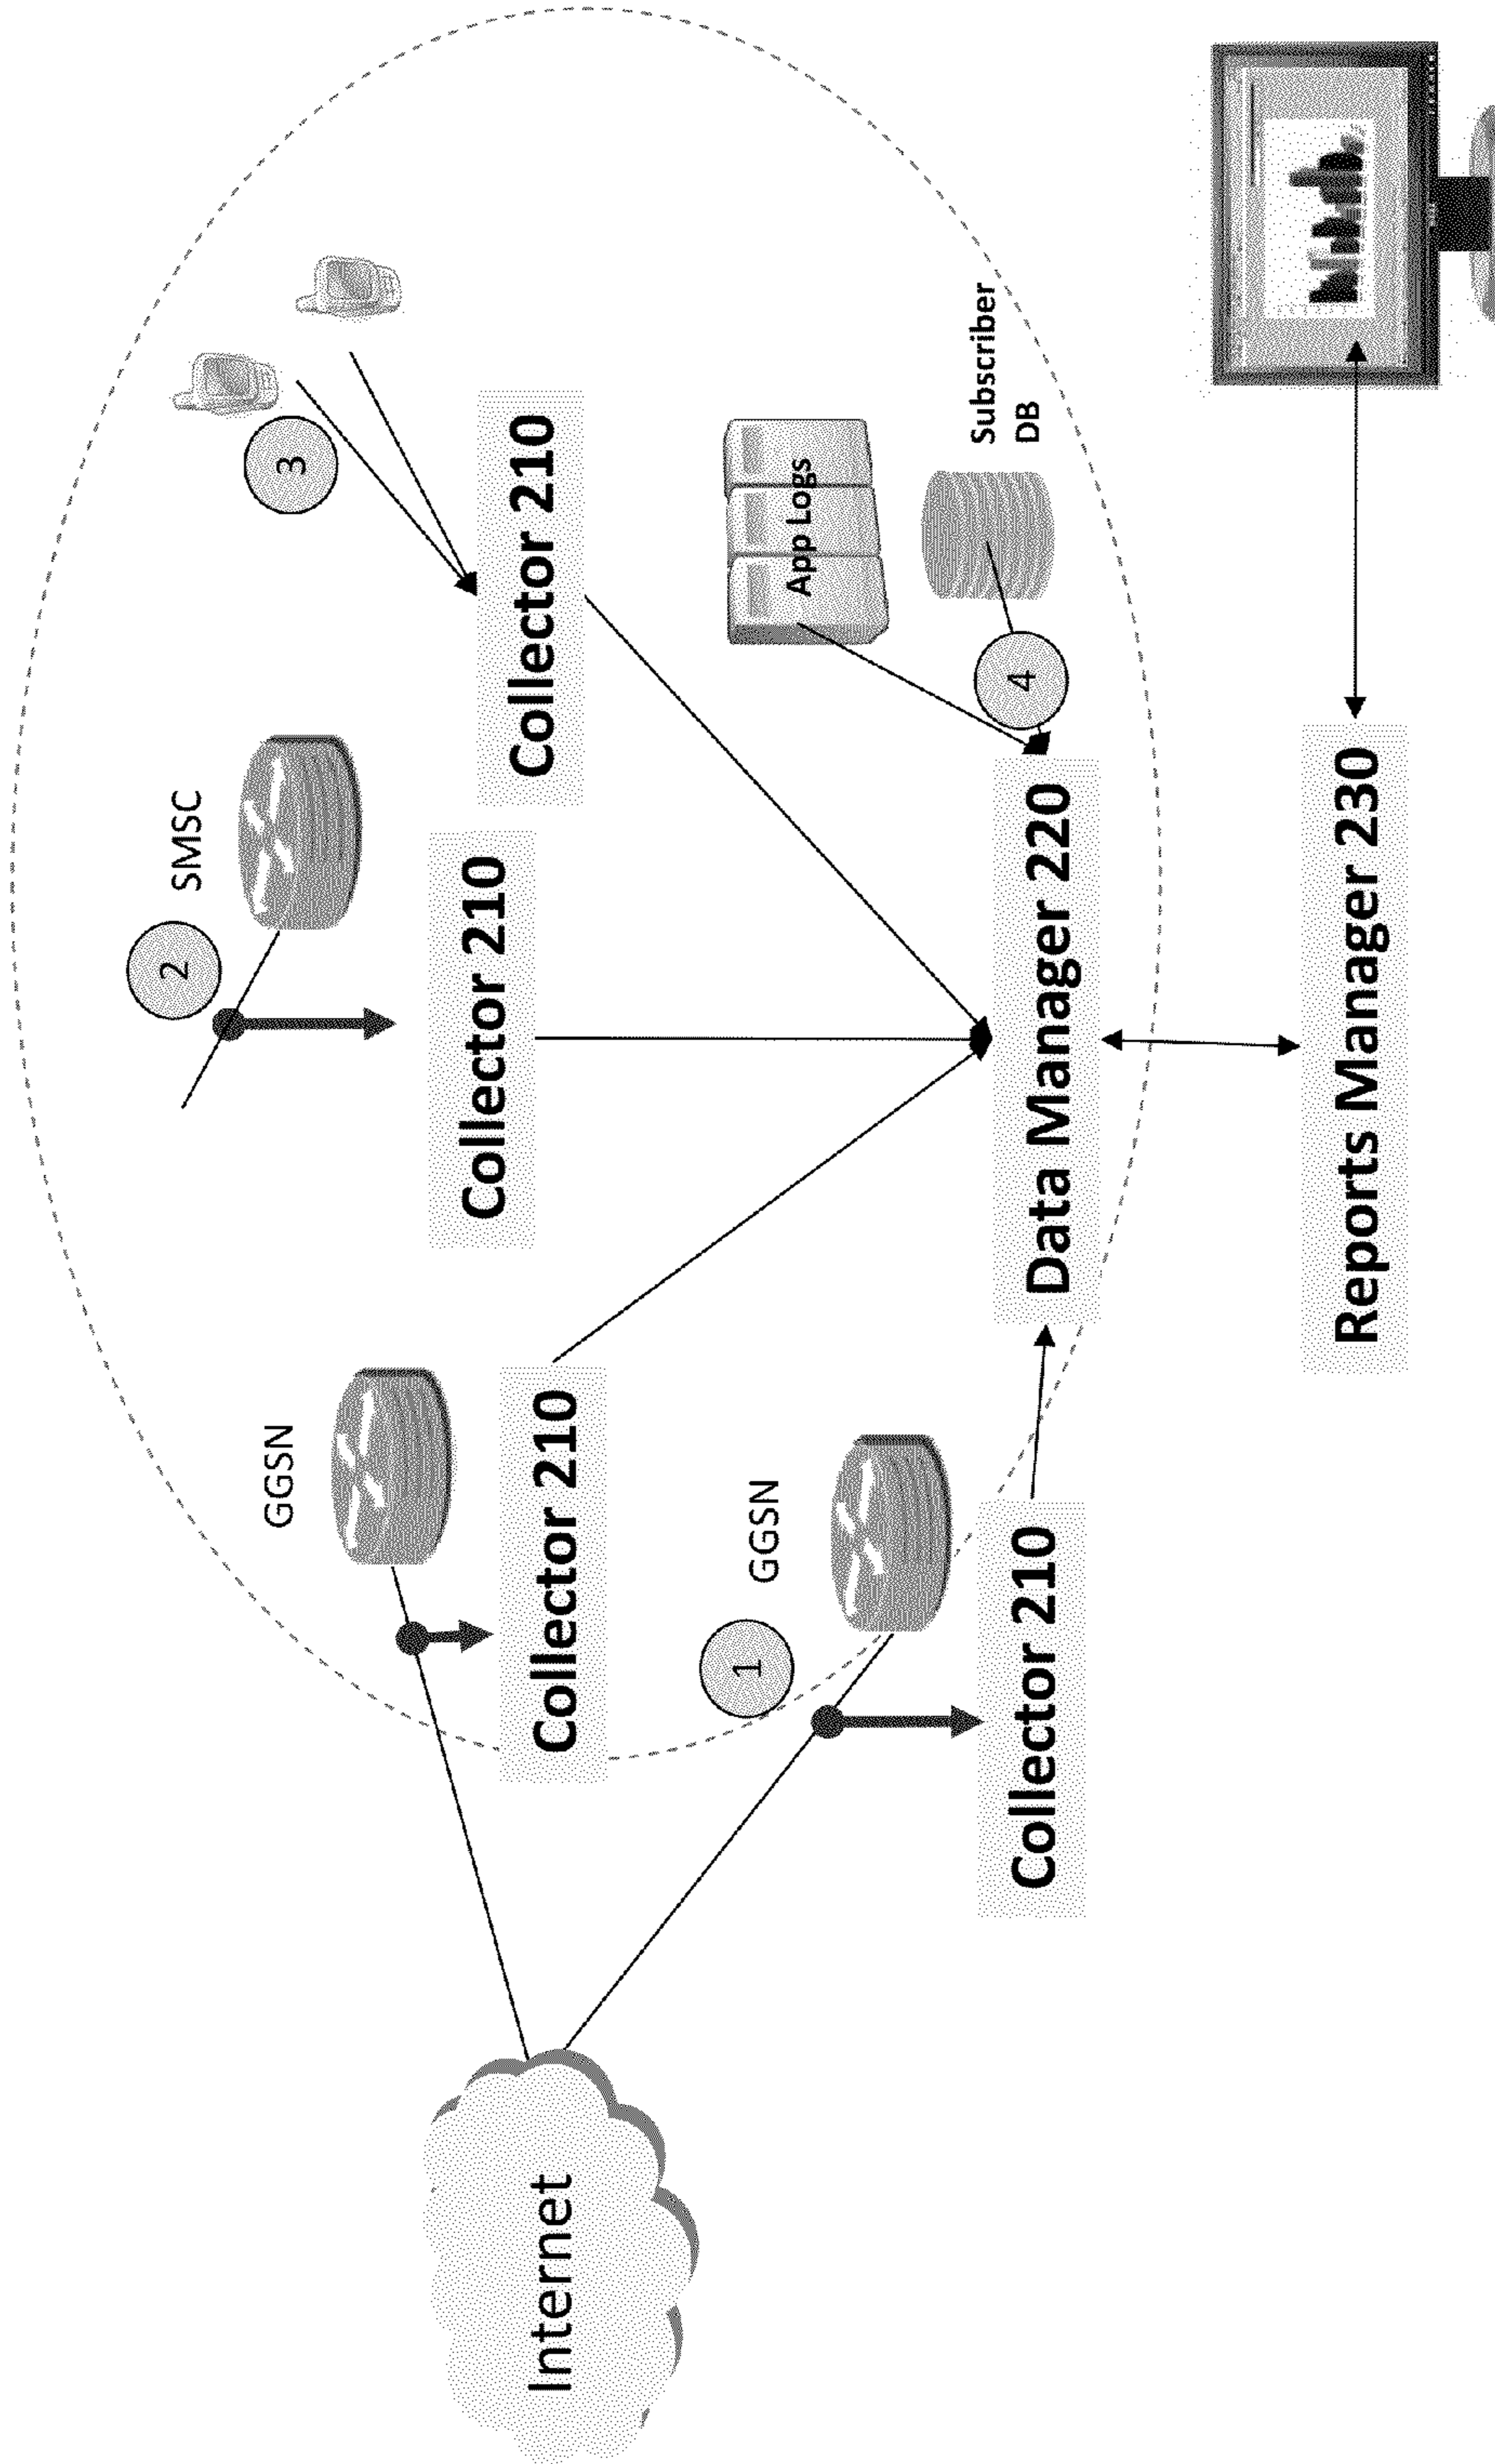 SMSC
2
3
GGSN
Collector 210
Collector 210
Collector 210
Internet
GGSN
1
App Logs
Subscriber
DB
4
Collector 210
Data Manager 220
Reports Manager 230